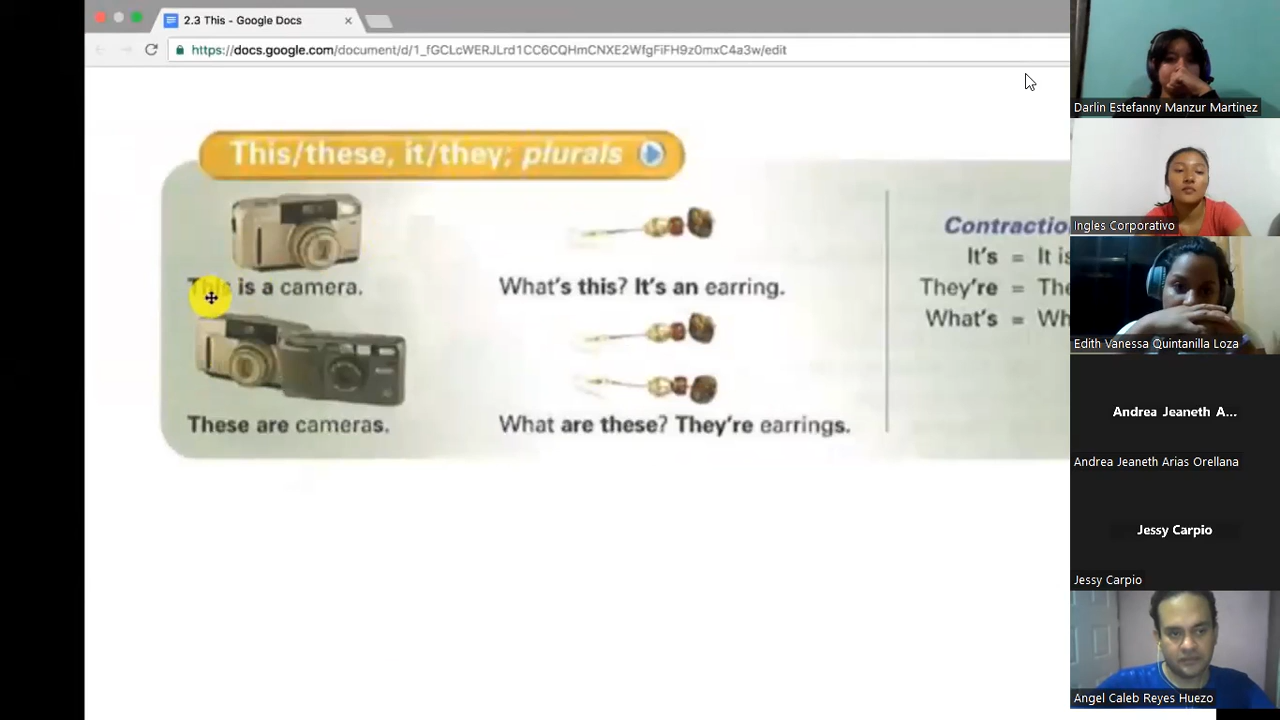 2.3 This - Google Docs
https://docs.google.com/document/d/1_fGCLcWERJLrd1CC6CQHmCNXE2WfgFiFH9z0mxC4a3w/edit
This/these, it/they; plurals
This is a camera.
What's this? It's an earring.
These are cameras.
What are these? They're earrings.
Contractio
It's = It is
They're = The
What's = Wh
Darlin Estefanny Manzur Martinez
Ingles Corporativo
Edith Vanessa Quintanilla Loza
Andrea Jeaneth A...
Andrea Jeaneth Arias Orellana
Jessy Carpio
Jessy Carpio
Angel Caleb Reyes Huezo